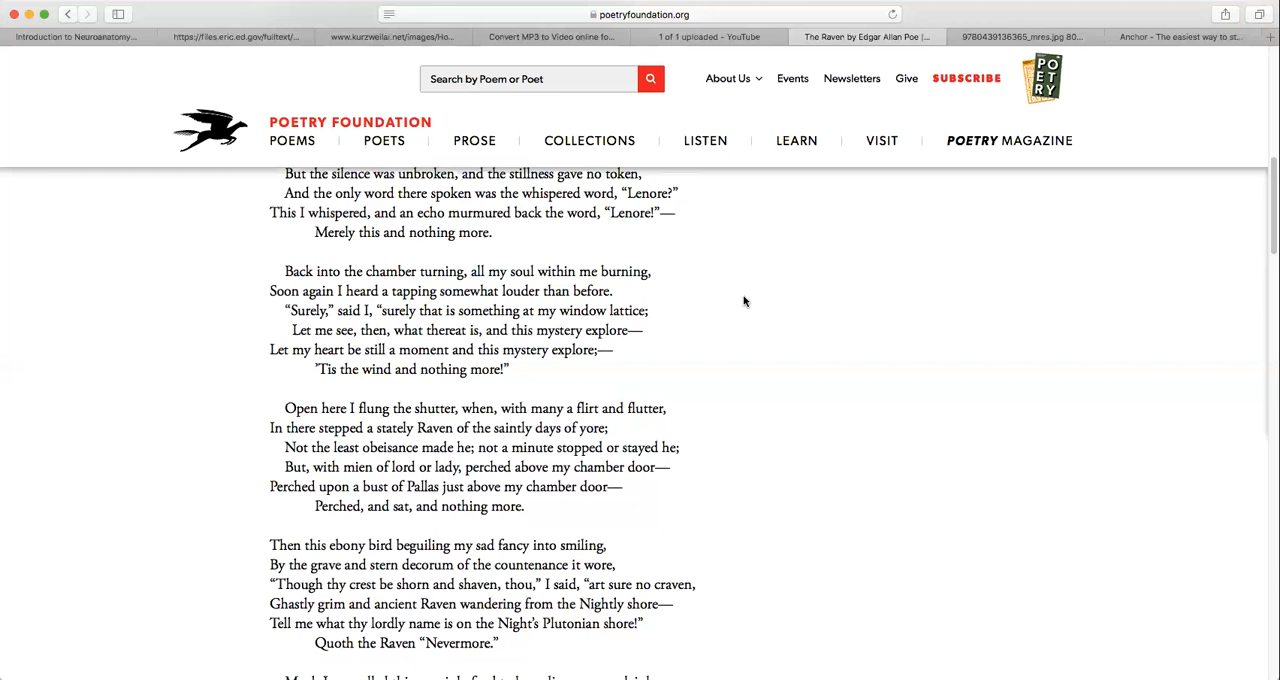 poetryfoundation.org
Introduction to Neuroanatomy...
https://files.eric.ed.gov/fulltext/...
www.kurzweilai.net/images/Ho...
Convert MP3 to Video online fo...
1 of 1 uploaded - YouTube
The Raven by Edgar Allan Poe |...
9780439136365_mres.jpg 80...
Anchor - The easiest way to st...
Search by Poem or Poet
About Us
Events
Newsletters
Give
SUBSCRIBE
PO
ET
RY
POETRY FOUNDATION
POEMS
POETS
PROSE
COLLECTIONS
LISTEN
LEARN
VISIT
POETRY MAGAZINE
But the silence was unbroken, and the stillness gave no token,
And the only word there spoken was the whispered word, “Lenore?”
This I whispered, and an echo murmured back the word, “Lenore!”—
Merely this and nothing more.
Back into the chamber turning, all my soul within me burning,
Soon again I heard a tapping somewhat louder than before.
“Surely,” said I, “surely that is something at my window lattice;
Let me see, then, what thereat is, and this mystery explore—
Let my heart be still a moment and this mystery explore;—
’Tis the wind and nothing more!”
Open here I flung the shutter, when, with many a flirt and flutter,
In there stepped a stately Raven of the saintly days of yore;
Not the least obeisance made he; not a minute stopped or stayed he;
But, with mien of lord or lady, perched above my chamber door—
Perched upon a bust of Pallas just above my chamber door—
Perched, and sat, and nothing more.
Then this ebony bird beguiling my sad fancy into smiling,
By the grave and stern decorum of the countenance it wore,
“Though thy crest be shorn and shaven, thou,” I said, “art sure no craven,
Ghastly grim and ancient Raven wandering from the Nightly shore—
Tell me what thy lordly name is on the Night’s Plutonian shore!”
Quoth the Raven “Nevermore.”